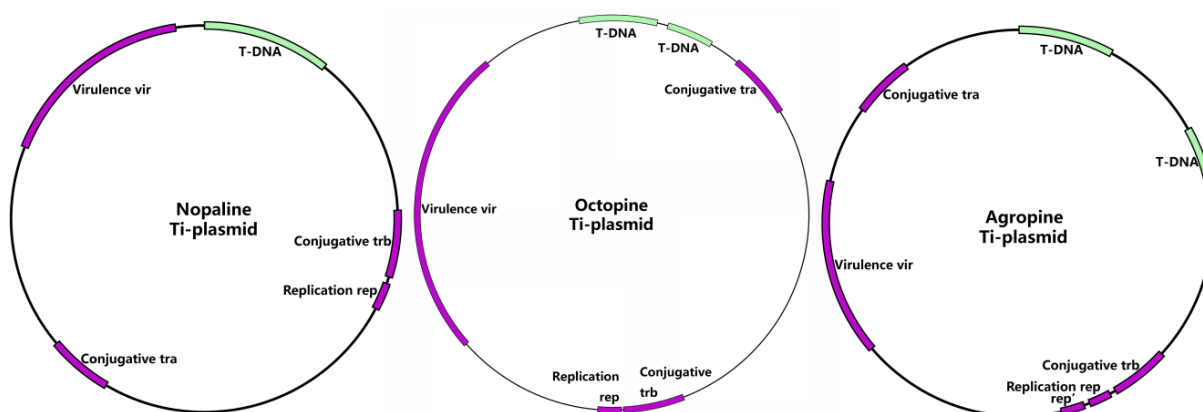 T-DNA
Virulence vir
Nopaline
Ti-plasmid
Conjugative trb
Replication rep
Conjugative tra
T-DNA
T-DNA
Conjugative tra
Virulence vir
Octopine
Ti-plasmid
Replication
rep
Conjugative
trb
T-DNA
Conjugative tra
T-DNA
Agropine
Ti-plasmid
Virulence vir
Conjugative trb
Replication rep
rep'